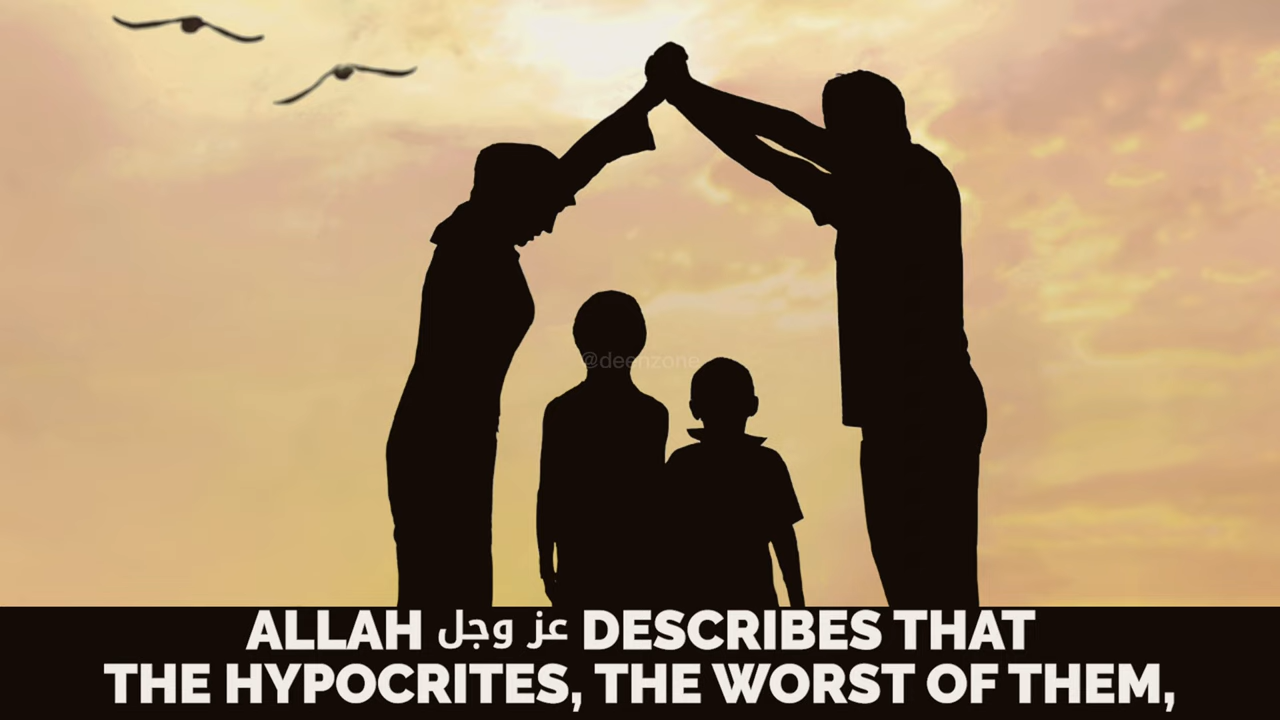 @deenzone
ALLAH عز وجل DESCRIBES THAT
THE HYPOCRITES, THE WORST OF THEM,